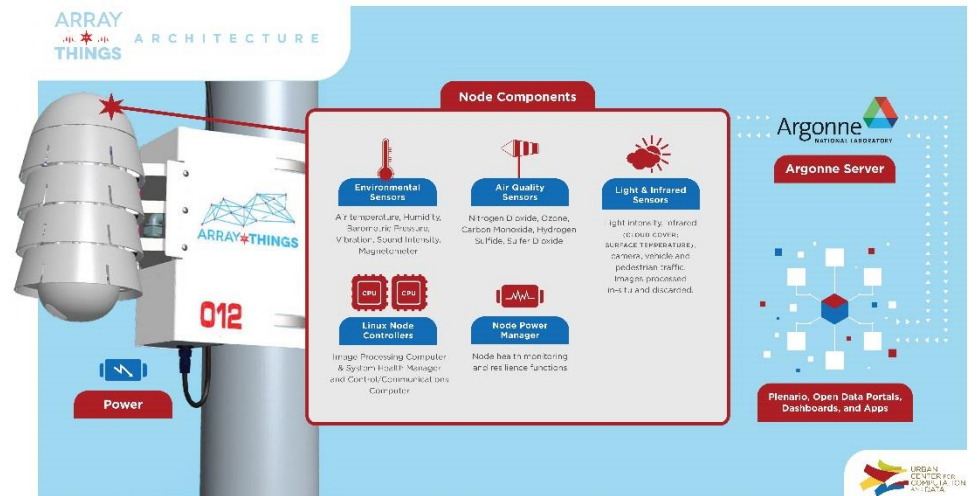 ARRAY
OF
THINGS
ARCHITECTURE
Node Components
Environmental
Sensors
Air temperature, Humidity,
Barometric Pressure,
Vibration, Sound Intensity,
Magnetometer
Air Quality
Sensors
Nitrogen Dioxide, Ozone,
Carbon Monoxide, Hydrogen
Sulfide, Sulfer Dioxide
Light & Infrared
Sensors
Light intensity, Infrared
(CLOUD COVER,
SURFACE TEMPERATURE),
camera, vehicle and
pedestrian traffic.
Images processed
in-situ and discarded.
CPU CPU
Linux Node
Controllers
Image Processing Computer
& System Health Manager
and Control/Communications
Computer
Node Power
Manager
Node health monitoring
and resilience functions
ARRAY THINGS
012
Power
Argonne
NATIONAL LABORATORY
Argonne Server
Plenario, Open Data Portals,
Dashboards, and Apps
URBAN
CENTER FOR
COMPUTATION
AND DATA